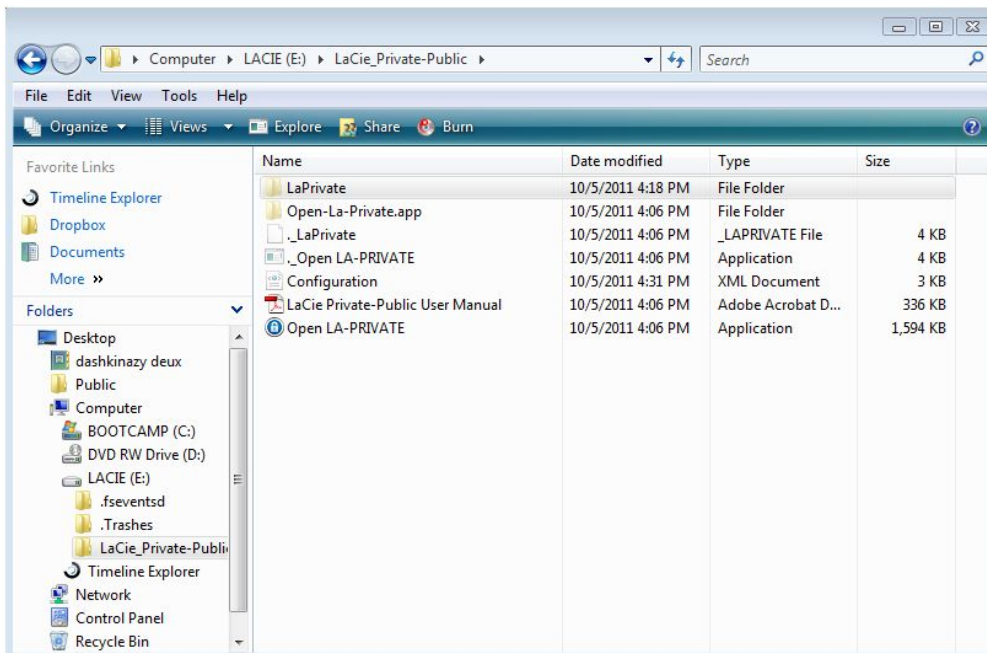 Computer LACIE (E:) LaCie_Private-Public
Search
File Edit View Tools Help
Organize Views Explore Share Burn
Favorite Links
Timeline Explorer
Dropbox
Documents
More »
Folders
Desktop
dashkinazy deux
Public
Computer
BOOTCAMP (C:)
DVD RW Drive (D:)
LACIE (E:)
.fseventsd
.Trashes
LaCie_Private-Public
Timeline Explorer
Network
Control Panel
Recycle Bin
Name Date modified Type Size
LaPrivate 10/5/2011 4:18 PM File Folder
Open-La-Private.app 10/5/2011 4:06 PM File Folder
._LaPrivate 10/5/2011 4:06 PM _LAPRIVATE File 4 KB
._Open LA-PRIVATE 10/5/2011 4:06 PM Application 4 KB
Configuration 10/5/2011 4:31 PM XML Document 3 KB
LaCie Private-Public User Manual 10/5/2011 4:06 PM Adobe Acrobat D... 336 KB
Open LA-PRIVATE 10/5/2011 4:06 PM Application 1,594 KB